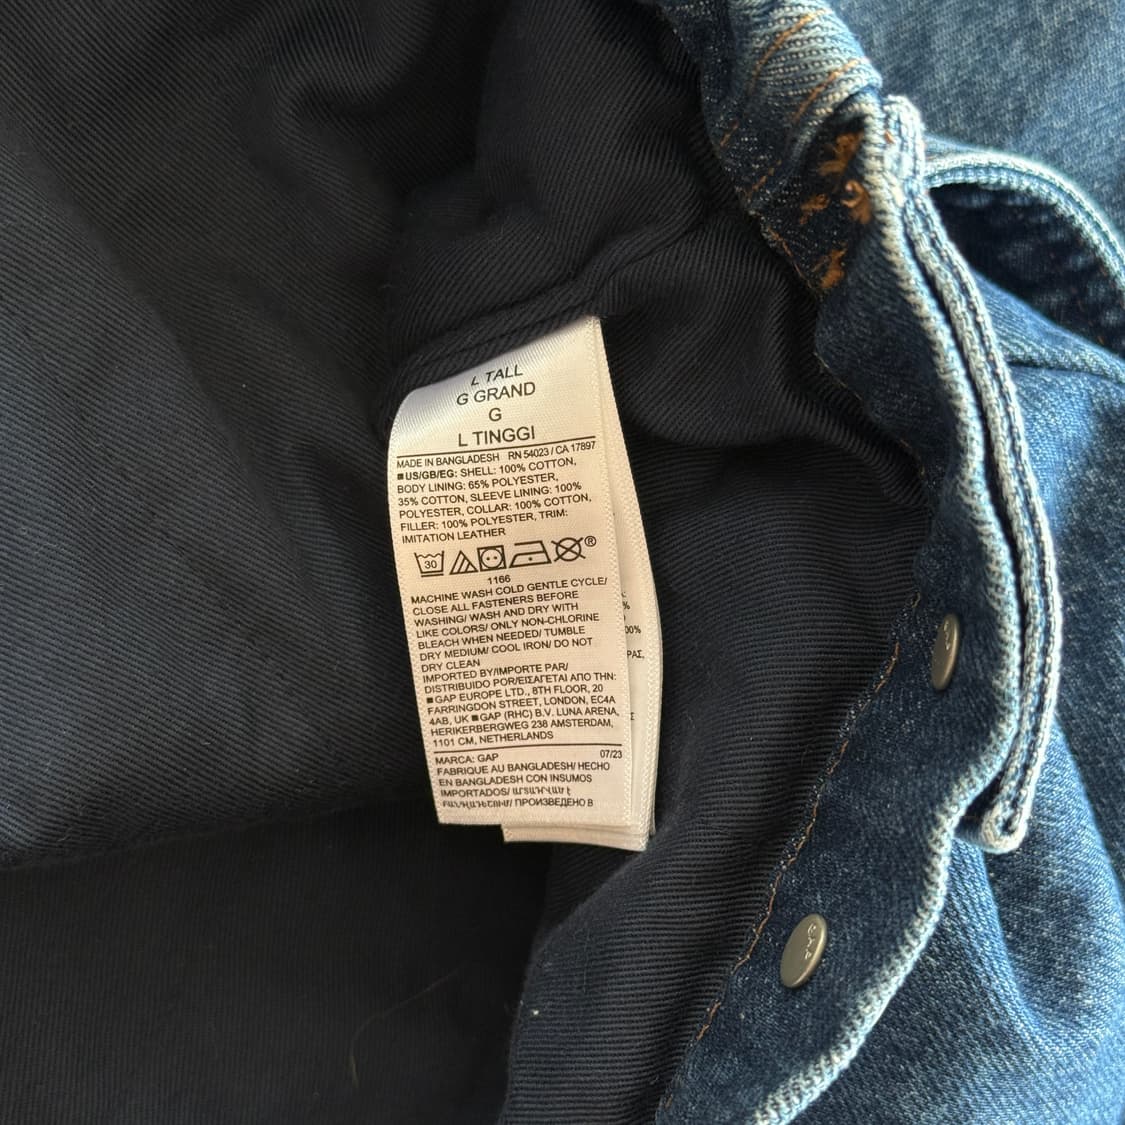 L TALL
G GRAND
G
L TINGGI
MADE IN BANGLADESH RN 54023 / CA 17897
■US/GB/EG: SHELL: 100% COTTON,
BODY LINING: 65% POLYESTER,
35% COTTON, SLEEVE LINING: 100%
POLYESTER, COLLAR: 100% COTTON,
FILLER: 100% POLYESTER, TRIM:
IMITATION LEATHER
30
®
1166
MACHINE WASH COLD GENTLE CYCLE/
CLOSE ALL FASTENERS BEFORE
WASHING/ WASH AND DRY WITH
LIKE COLORS/ ONLY NON-CHLORINE
BLEACH WHEN NEEDED/ TUMBLE
DRY MEDIUM/ COOL IRON/ DO NOT
DRY CLEAN
IMPORTED BY/IMPORTE PAR/
DISTRIBUIDO POR/ΕΙΣΑΓΕΤΑΙ ΑΠΟ ΤΗΝ:
■GAP EUROPE LTD., 8TH FLOOR, 20
FARRINGDON STREET, LONDON, EC4A
4AB, UK ■GAP (RHC) B.V. LUNA ARENA,
HERIKERBERGWEG 238 AMSTERDAM,
1101 CM, NETHERLANDS
MARCA: GAP 07/23
FABRIQUE AU BANGLADESH/ HECHO
EN BANGLADESH CON INSUMOS
IMPORTADOS/
ПРОИЗВЕДЕНО В
%
00%
ΡΑΣ,
Σ
GAP